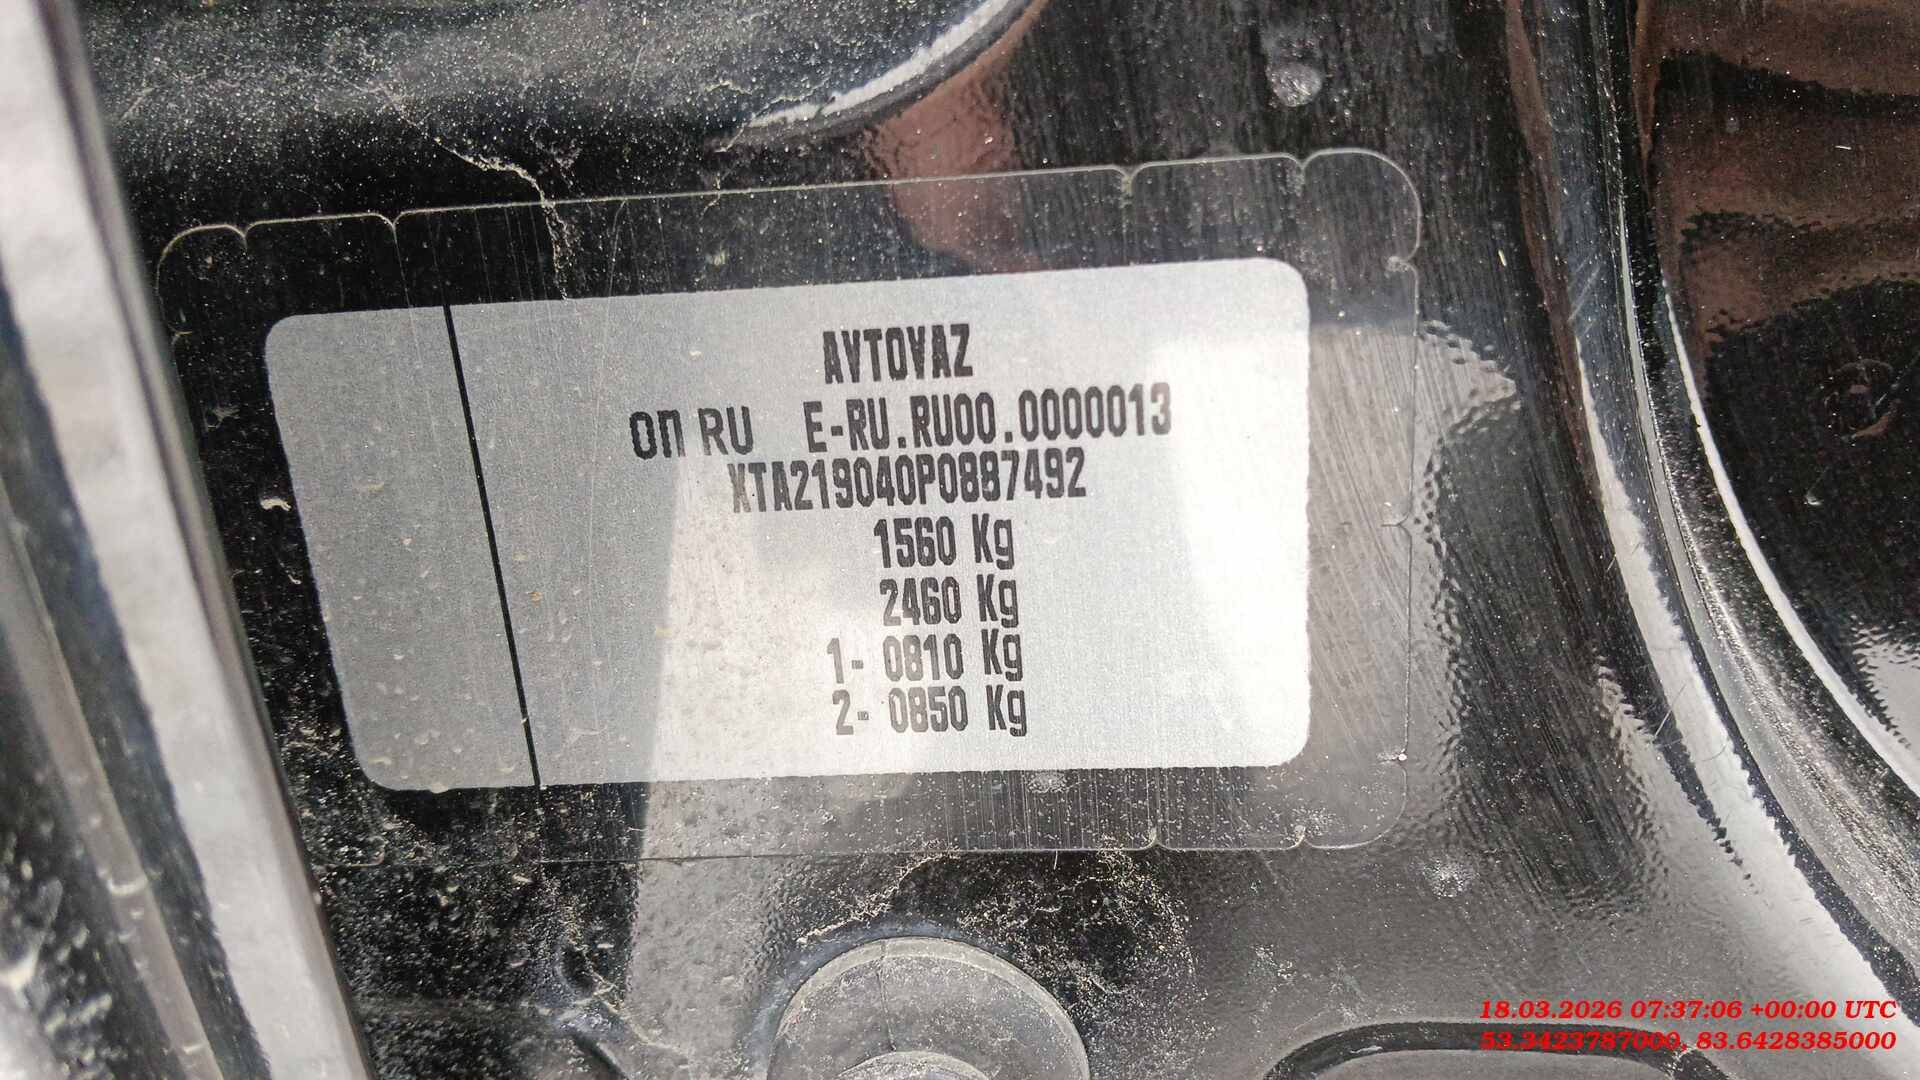 AVTOVAZ
ОП RU E-RU.RU00.0000013
XTA219040P0887492
1560 Kg
2460 Kg
1- 0810 Kg
2- 0850 Kg
18.03.2026 07:37:06 +00:00 UTC
53.3423787000, 83.6428385000